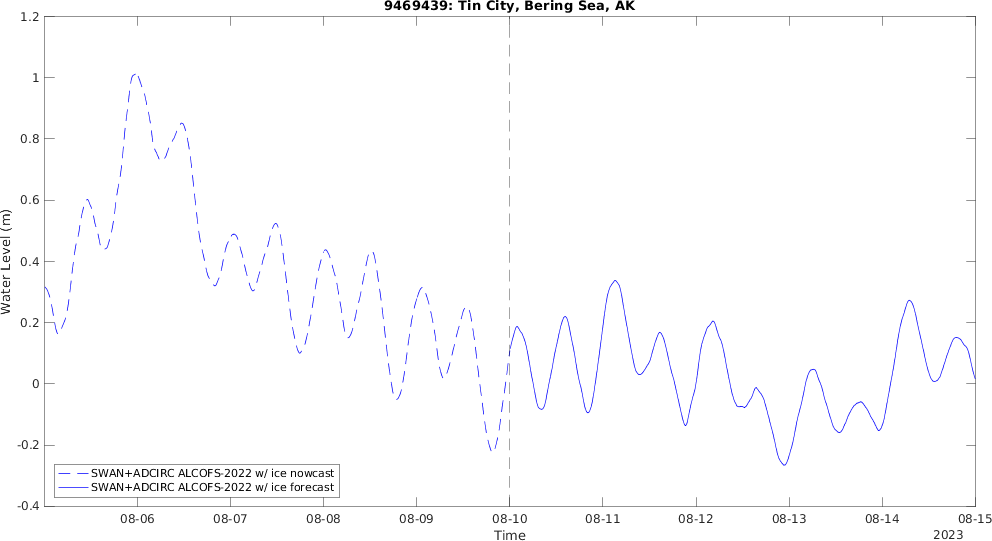 9469439: Tin City, Bering Sea, AK
1.2
1
0.8
0.6
0.4
0.2
0
-0.2
-0.4
Water Level (m)
SWAN+ADCIRC ALCOFS-2022 w/ ice nowcast
SWAN+ADCIRC ALCOFS-2022 w/ ice forecast
08-06 08-07 08-08 08-09 08-10 08-11 08-12 08-13 08-14 08-15
Time
2023